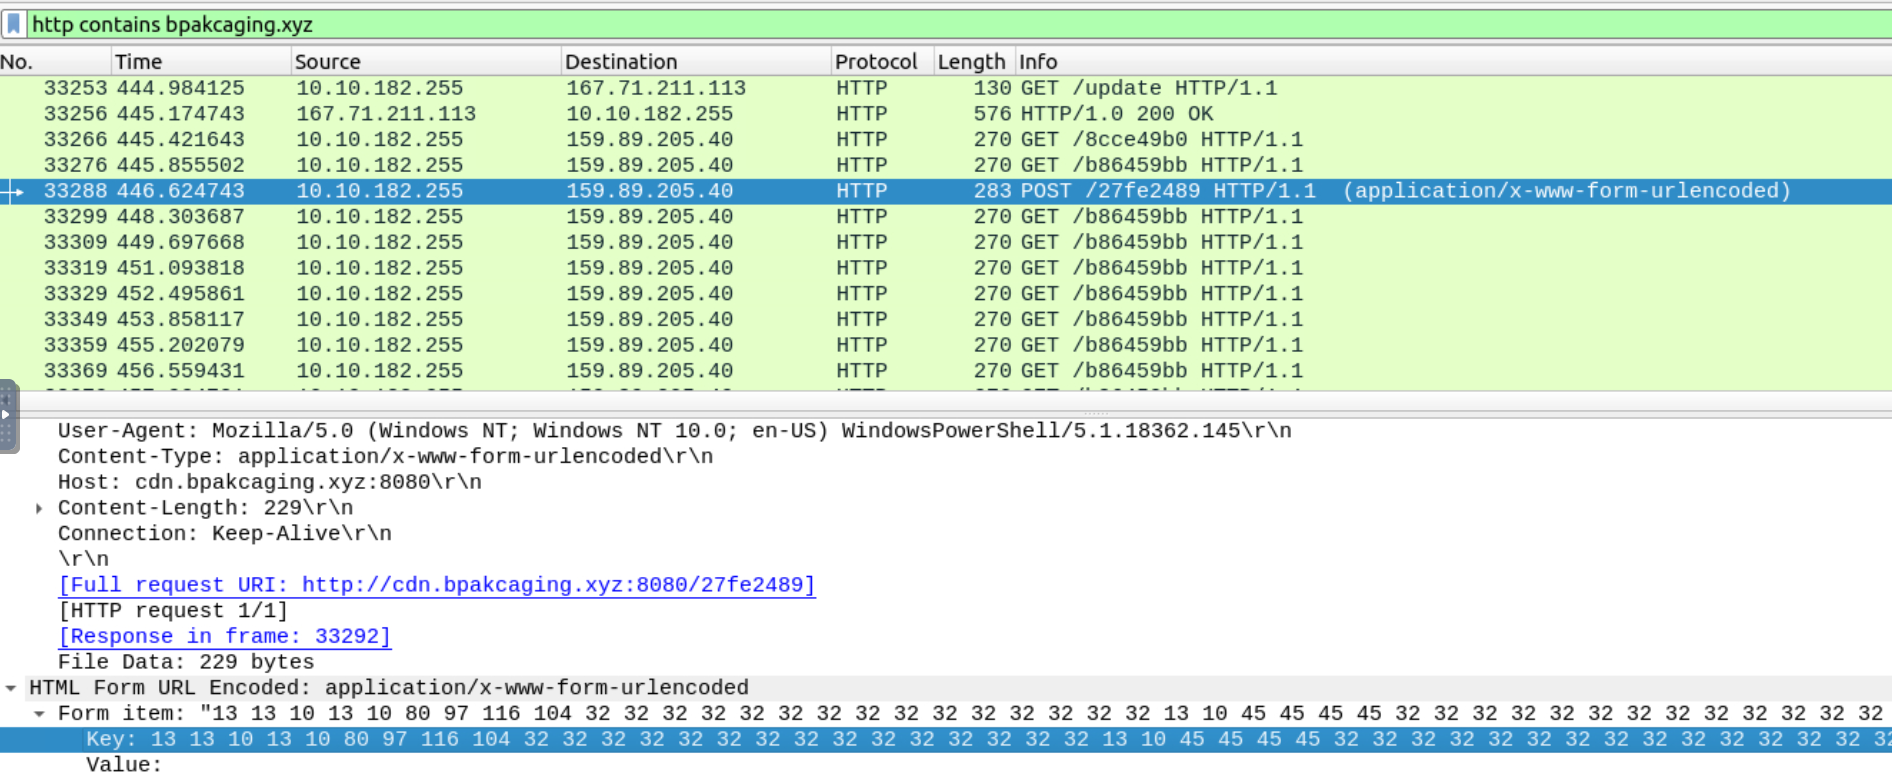 http contains bpakcaging.xyz
No. Time Source Destination Protocol Length Info
33253 444.984125 10.10.182.255 167.71.211.113 HTTP 130 GET /update HTTP/1.1
33256 445.174743 167.71.211.113 10.10.182.255 HTTP 576 HTTP/1.0 200 OK
33266 445.421643 10.10.182.255 159.89.205.40 HTTP 270 GET /8cce49b0 HTTP/1.1
33276 445.855502 10.10.182.255 159.89.205.40 HTTP 270 GET /b86459bb HTTP/1.1
33288 446.624743 10.10.182.255 159.89.205.40 HTTP 283 POST /27fe2489 HTTP/1.1 (application/x-www-form-urlencoded)
33299 448.303687 10.10.182.255 159.89.205.40 HTTP 270 GET /b86459bb HTTP/1.1
33309 449.697668 10.10.182.255 159.89.205.40 HTTP 270 GET /b86459bb HTTP/1.1
33319 451.093818 10.10.182.255 159.89.205.40 HTTP 270 GET /b86459bb HTTP/1.1
33329 452.495861 10.10.182.255 159.89.205.40 HTTP 270 GET /b86459bb HTTP/1.1
33349 453.858117 10.10.182.255 159.89.205.40 HTTP 270 GET /b86459bb HTTP/1.1
33359 455.202079 10.10.182.255 159.89.205.40 HTTP 270 GET /b86459bb HTTP/1.1
33369 456.559431 10.10.182.255 159.89.205.40 HTTP 270 GET /b86459bb HTTP/1.1
User-Agent: Mozilla/5.0 (Windows NT; Windows NT 10.0; en-US) WindowsPowerShell/5.1.18362.145\r\n
Content-Type: application/x-www-form-urlencoded\r\n
Host: cdn.bpakcaging.xyz:8080\r\n
Content-Length: 229\r\n
Connection: Keep-Alive\r\n
\r\n
[Full request URI: http://cdn.bpakcaging.xyz:8080/27fe2489]
[HTTP request 1/1]
[Response in frame: 33292]
File Data: 229 bytes
HTML Form URL Encoded: application/x-www-form-urlencoded
Form item: "13 13 10 13 10 80 97 116 104 32 32 32 32 32 32 32 32 32 32 32 32 32 32 32 13 10 45 45 45 45 32 32 32 32 32 32 32 32 32 32 32 32 32
Key: 13 13 10 13 10 80 97 116 104 32 32 32 32 32 32 32 32 32 32 32 32 32 32 32 13 10 45 45 45 45 32 32 32 32 32 32 32 32 32 32 32 32 32 32
Value: